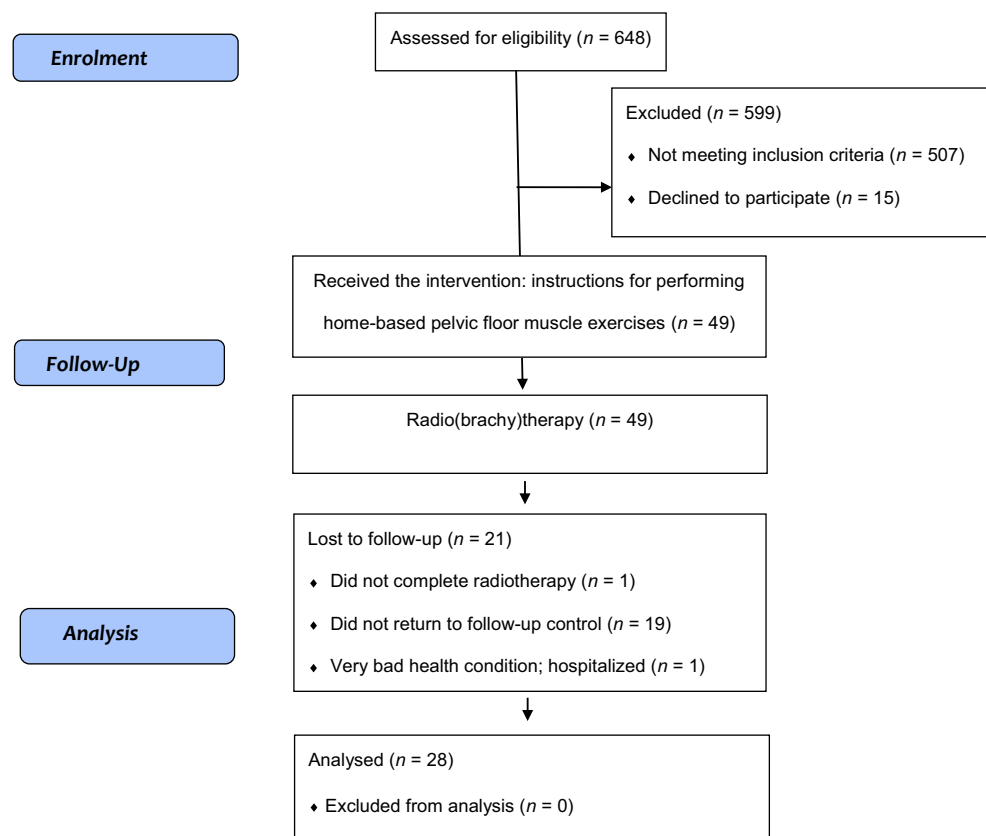 Enrolment
Assessed for eligibility (n = 648)
Excluded (n = 599)
♦ Not meeting inclusion criteria (n = 507)
♦ Declined to participate (n = 15)
Received the intervention: instructions for performing
home-based pelvic floor muscle exercises (n = 49)
Follow-Up
Radio(brachy)therapy (n = 49)
Lost to follow-up (n = 21)
♦ Did not complete radiotherapy (n = 1)
♦ Did not return to follow-up control (n = 19)
♦ Very bad health condition; hospitalized (n = 1)
Analysis
Analysed (n = 28)
♦ Excluded from analysis (n = 0)